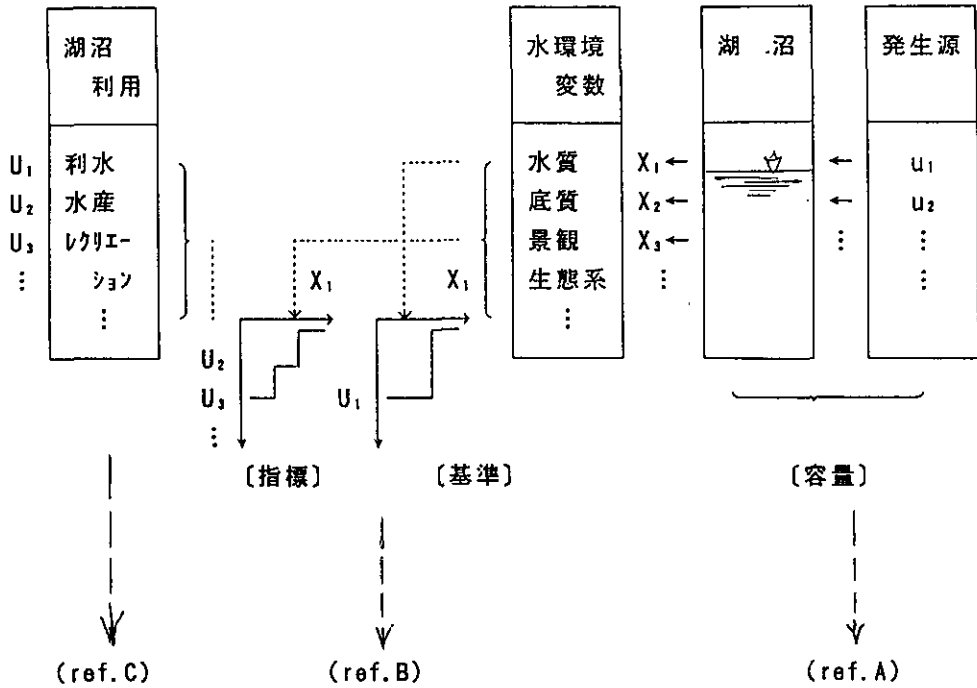 湖沼
利用
U₁ 利水
U₂ 水産
U₃ レクリエー
⋮ ション
⋮
水環境
変数
水質 X₁←
底質 X₂←
景観 X₃←
生態系 ⋮
⋮
湖沼
発生源
← u₁
← u₂
⋮ ⋮
⋮
X₁
U₂
U₃
⋮
X₁
U₁
〔指標〕
〔基準〕
〔容量〕
(ref.C)
(ref.B)
(ref.A)